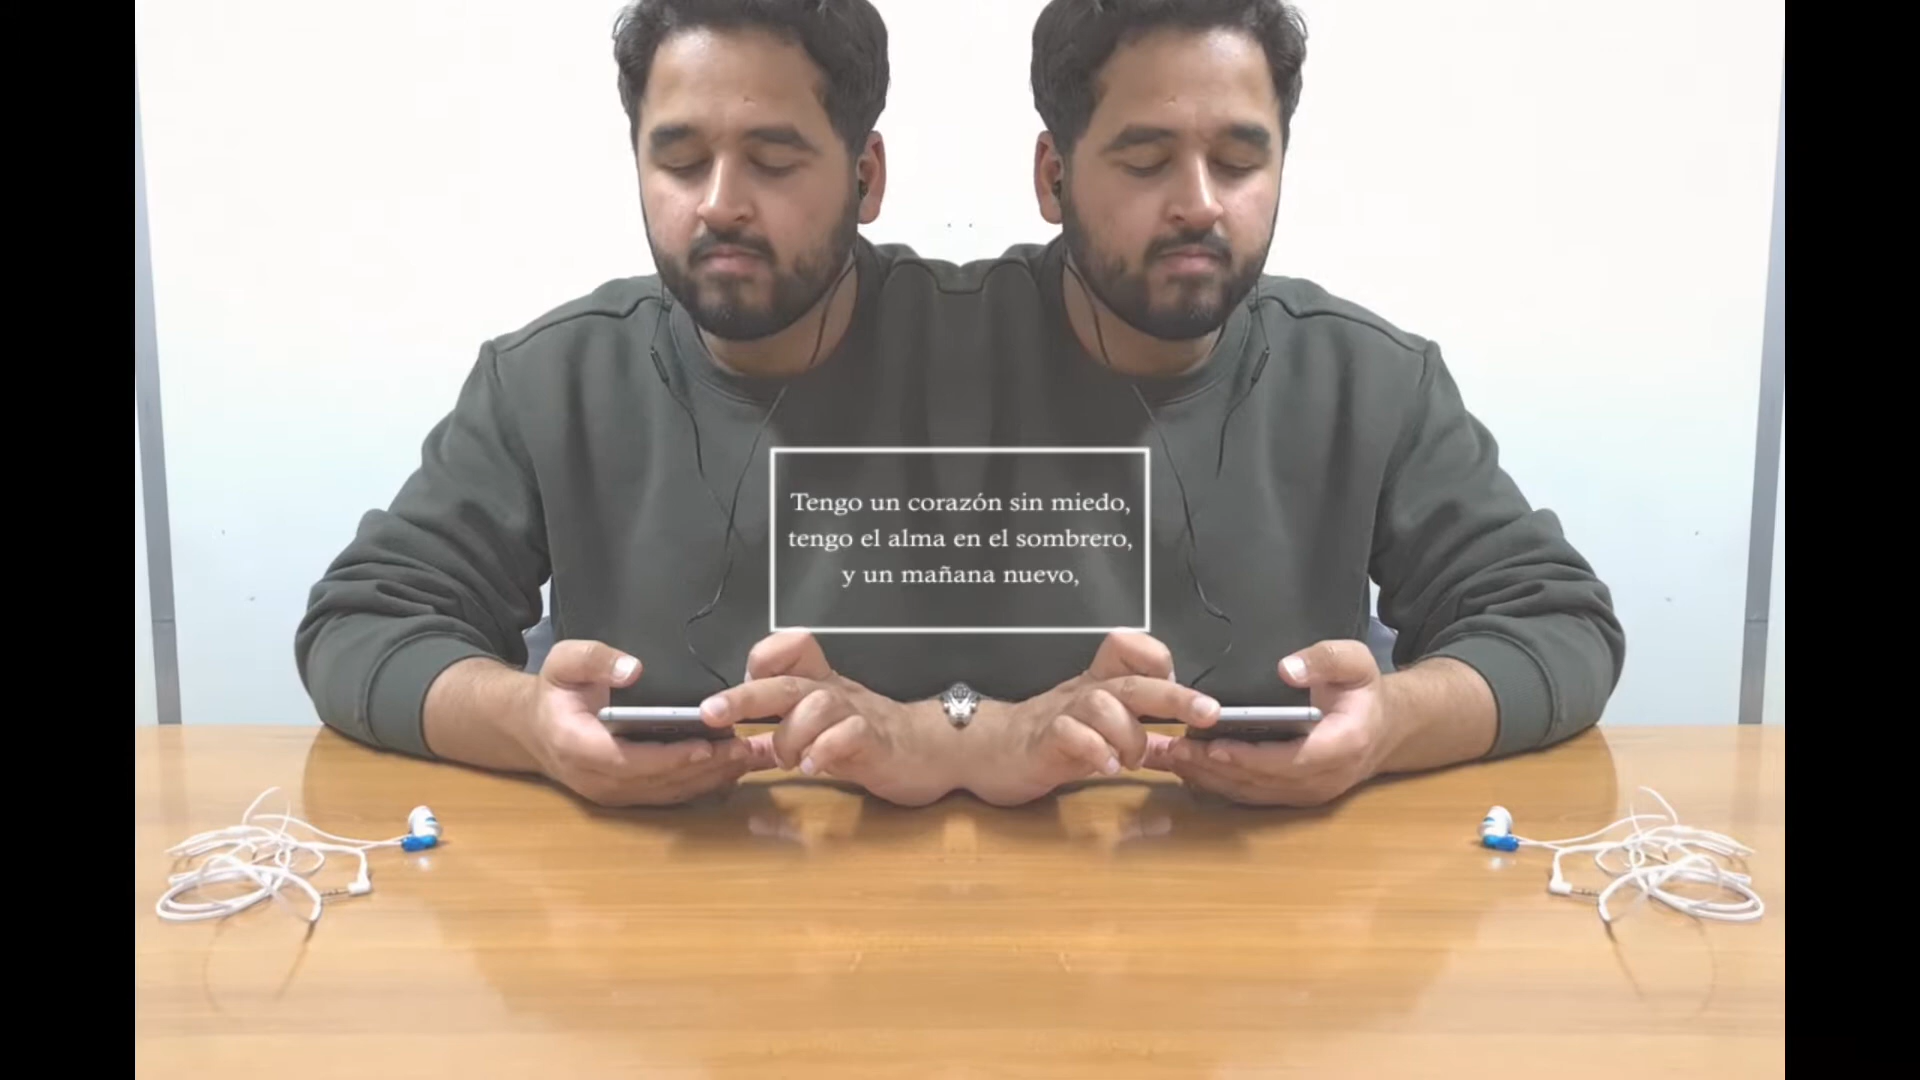 Tengo un corazón sin miedo,
tengo el alma en el sombrero,
y un mañana nuevo,